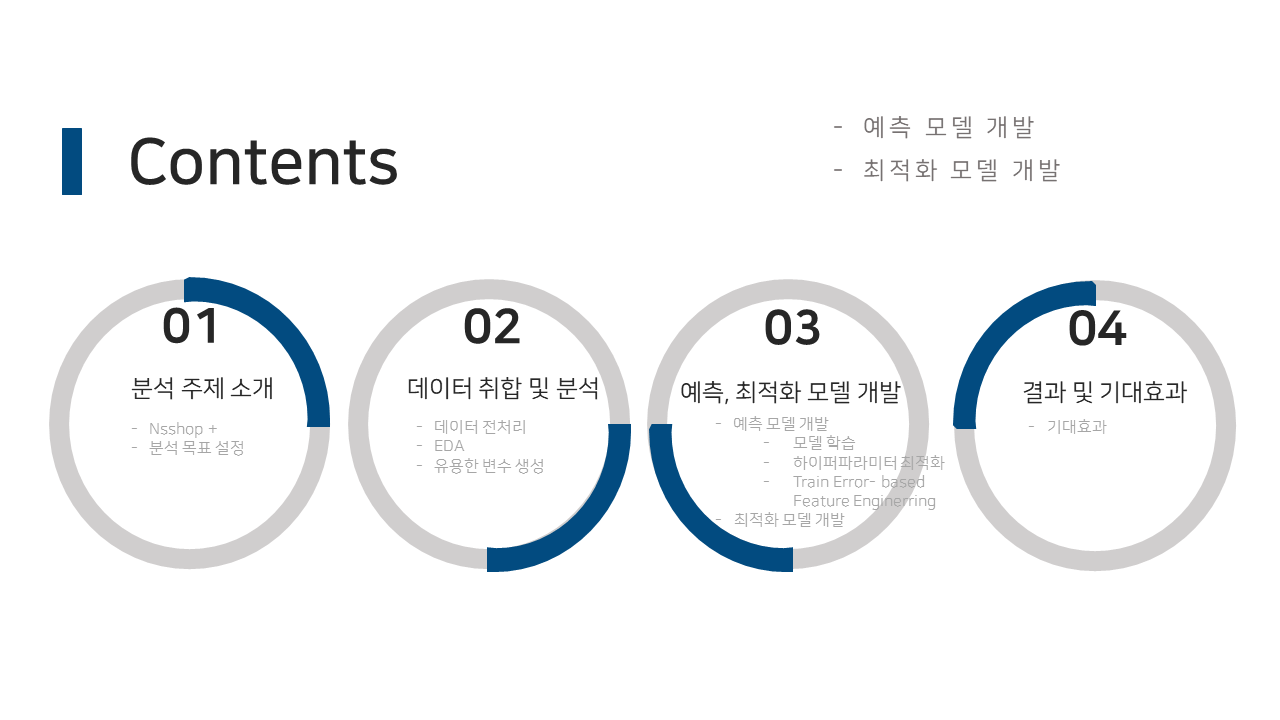 Contents
- 예측 모델 개발
- 최적화 모델 개발
01
분석 주제 소개
- Nsshop +
- 분석 목표 설정
02
데이터 취합 및 분석
- 데이터 전처리
- EDA
- 유용한 변수 생성
03
예측, 최적화 모델 개발
- 예측 모델 개발
- 모델 학습
- 하이퍼파라미터 최적화
- Train Error- based
Feature Enginerring
- 최적화 모델 개발
04
결과 및 기대효과
- 기대효과